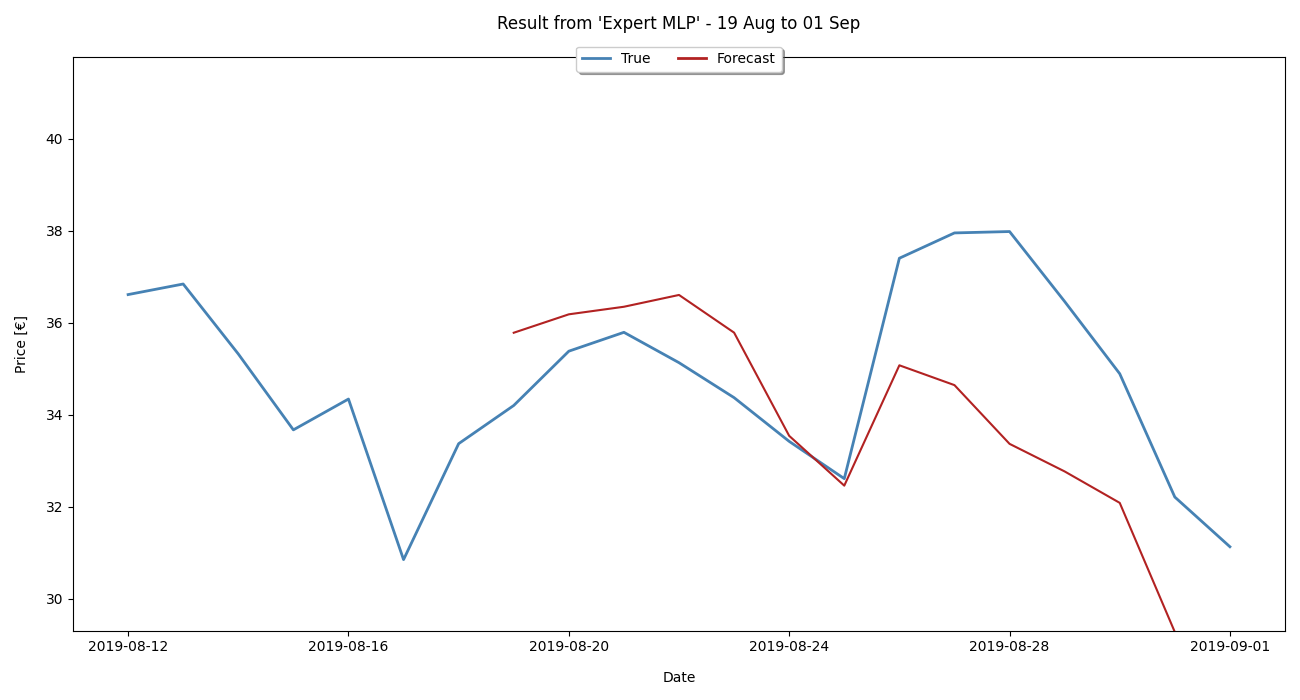 Result from 'Expert MLP' - 19 Aug to 01 Sep
True
Forecast
40
38
36
34
32
30
Price [€]
2019-08-12
2019-08-16
2019-08-20
2019-08-24
2019-08-28
2019-09-01
Date